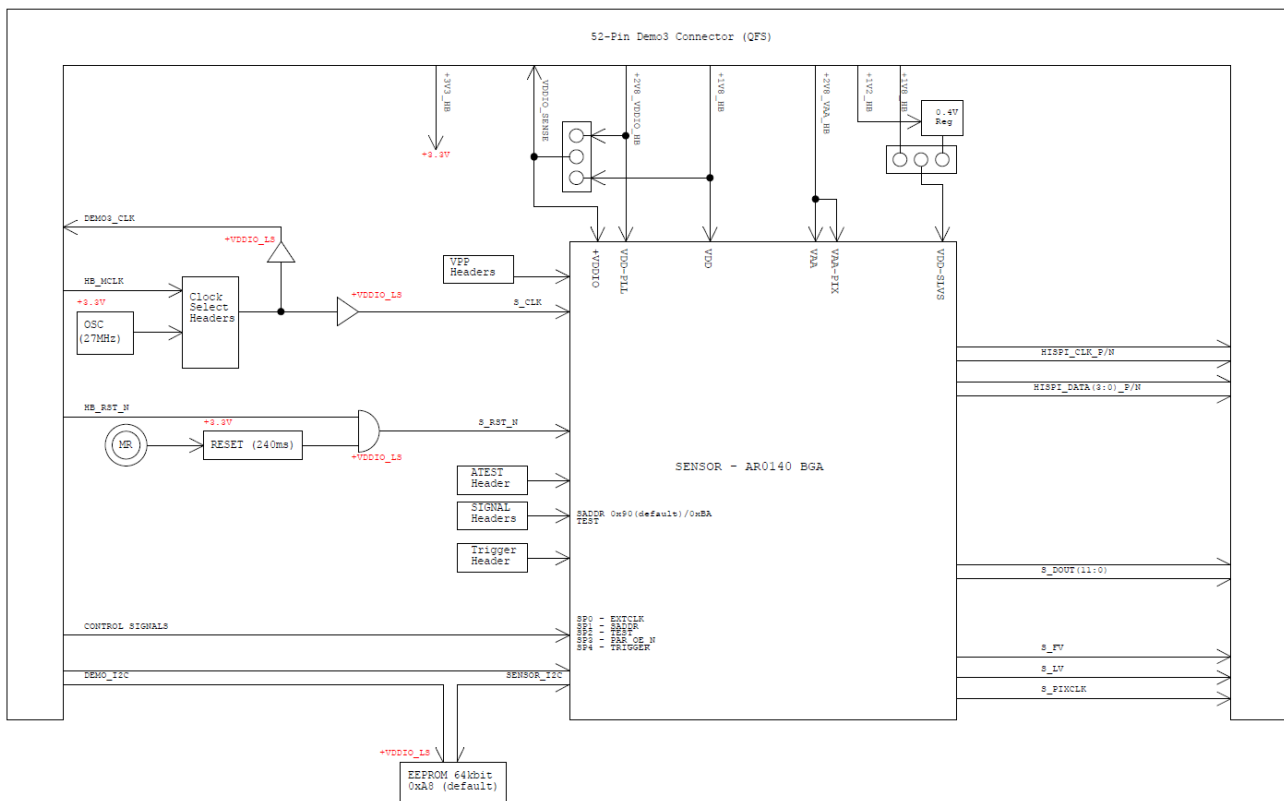 52-Pin Demo3 Connector (QFS)
+3V3_HB
VDDIO_SENSE
+2V8_VDDIO_HB
+1V8_HB
+2V8_VAA_HB
+1V2_HB
+1V8_HB
0.4V
Reg
+3.3V
DEMO3_CLK
+VDDIO_LS
VPP
Headers
+VDDIO
VDD-PLL
VDD
VAA
VAA-PIX
VDD-SLVS
HB_MCLK
+3.3V
OSC
(27MHz)
Clock
Select
Headers
+VDDIO_LS
S_CLK
HISPI_CLK_P/N
HISPI_DATA(3:0)_P/N
HB_RST_N
+3.3V
MR
RESET (240ms)
+VDDIO_LS
S_RST_N
SENSOR - AR0140 BGA
ATEST
Header
SIGNAL
Headers
SADDR 0x90(default)/0xBA
TEST
Trigger
Header
S_DOUT(11:0)
CONTROL SIGNALS
SP0 - EXTCLK
SP1 - SADDR
SP2 - TEST
SP3 - PAR_OE_N
SP4 - TRIGGER
S_FV
S_LV
S_PIXCLK
DEMO_I2C
SENSOR_I2C
+VDDIO_LS
EEPROM 64kbit
0xA8 (default)